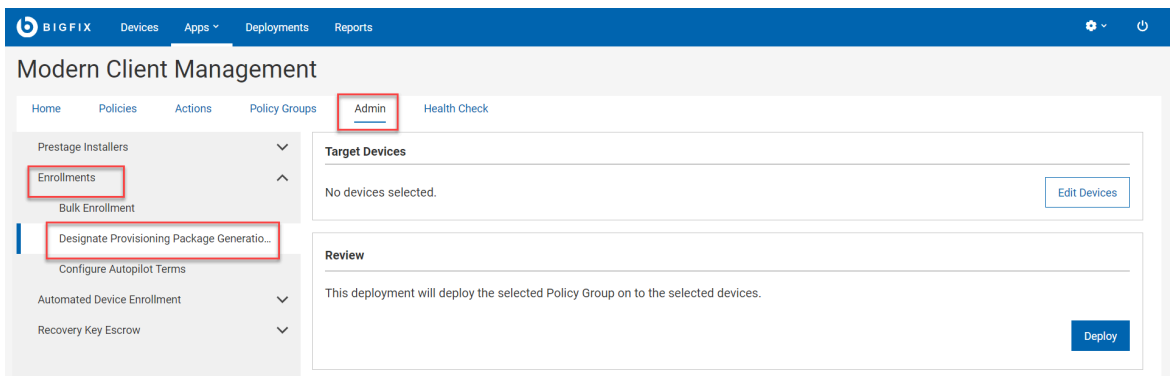 BIGFIX Devices Apps Deployments Reports
Modern Client Management
Home Policies Actions Policy Groups Admin Health Check
Prestage Installers
Enrollments
Bulk Enrollment
Designate Provisioning Package Generatio...
Configure Autopilot Terms
Automated Device Enrollment
Recovery Key Escrow
Target Devices
No devices selected.
Edit Devices
Review
This deployment will deploy the selected Policy Group on to the selected devices.
Deploy